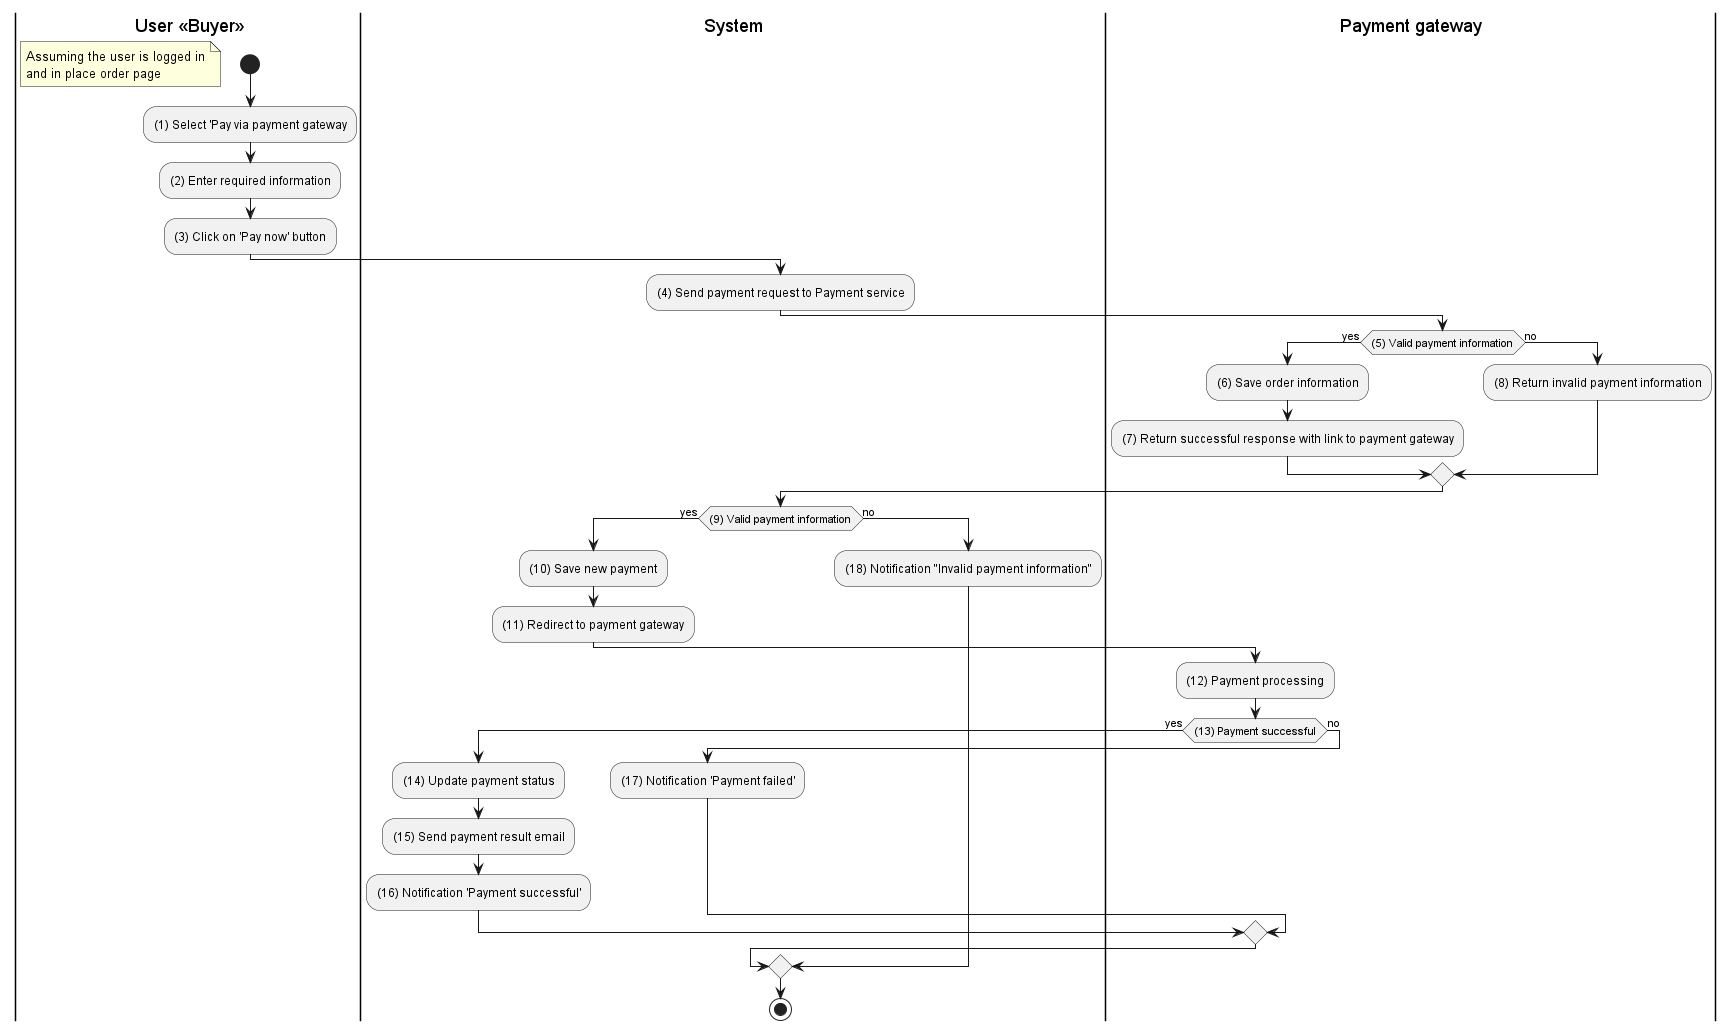 User «Buyer»
System
Payment gateway
Assuming the user is logged in
and in place order page
(1) Select 'Pay via payment gateway
(2) Enter required information
(3) Click on 'Pay now' button
(4) Send payment request to Payment service
yes
(5) Valid payment information
no
(6) Save order information
(8) Return invalid payment information
(7) Return successful response with link to payment gateway
yes
(9) Valid payment information
no
(10) Save new payment
(18) Notification "Invalid payment information"
(11) Redirect to payment gateway
(12) Payment processing
yes
(13) Payment successful
no
(14) Update payment status
(17) Notification 'Payment failed'
(15) Send payment result email
(16) Notification 'Payment successful'